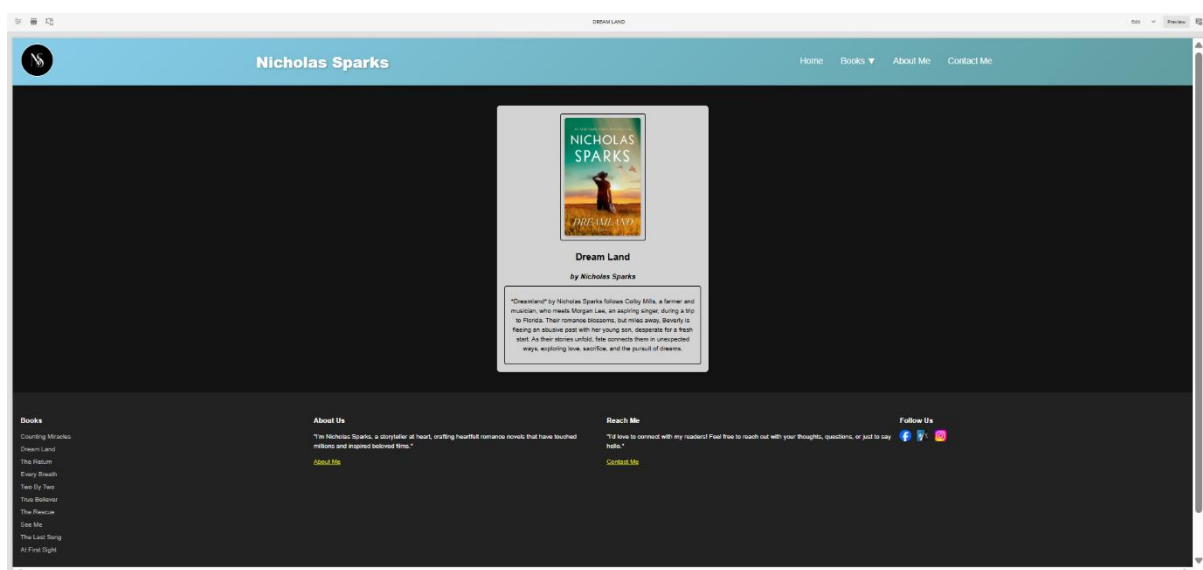 DREAM LAND
Edit
Preview
NS
Nicholas Sparks
Home
Books ▼
About Me
Contact Me
NICHOLAS
SPARKS
DREAMLAND
Dream Land
by Nicholas Sparks
"Dreamland" by Nicholas Sparks follows Colby Mills, a farmer and
musician, who meets Morgan Lee, an aspiring singer, during a trip
to Florida. Their romance blossoms, but miles away, Beverly is
fleeing an abusive past with her young son, desperate for a fresh
start. As their stories unfold, fate connects them in unexpected
ways, exploring love, sacrifice, and the pursuit of dreams.
Books
Counting Miracles
Dream Land
The Return
Every Breath
Two By Two
True Believer
The Rescue
See Me
The Last Song
At First Sight
About Us
"I'm Nicholas Sparks, a storyteller at heart, crafting heartfelt romance novels that have touched
millions and inspired beloved films."
About Me
Reach Me
"I'd love to connect with my readers! Feel free to reach out with your thoughts, questions, or just to say
hello."
Contact Me
Follow Us